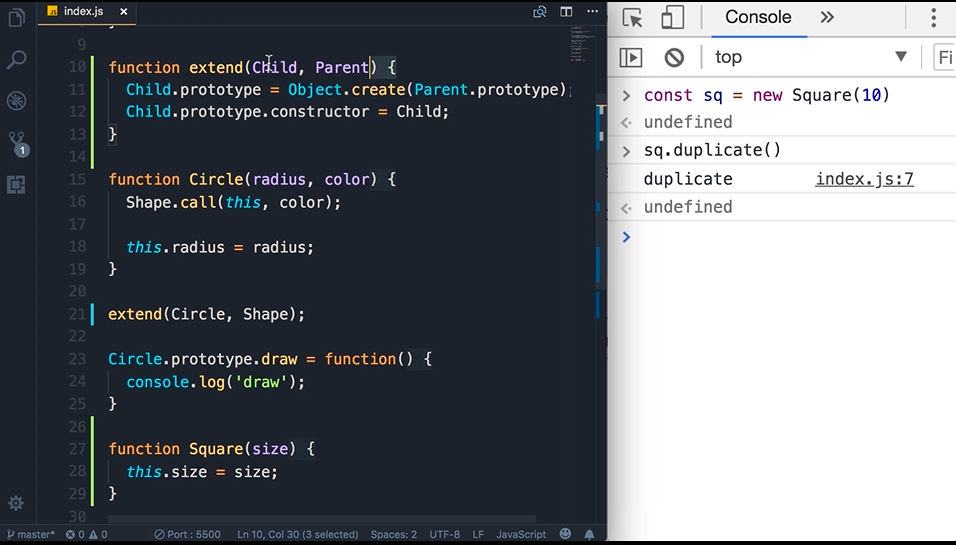 JS index.js ×
9
10 function extend(Child, Parent) {
11 Child.prototype = Object.create(Parent.prototype);
12 Child.prototype.constructor = Child;
13 }
14
15 function Circle(radius, color) {
16 Shape.call(this, color);
17
18 this.radius = radius;
19 }
20
21 extend(Circle, Shape);
22
23 Circle.prototype.draw = function() {
24 console.log('draw');
25 }
26
27 function Square(size) {
28 this.size = size;
29 }
30
1
master* 0 0 Port : 5500 Ln 10, Col 30 (3 selected) Spaces: 2 UTF-8 LF JavaScript
Console »
top ▼ Fi
> const sq = new Square(10)
undefined
> sq.duplicate()
duplicate index.js:7
undefined
>